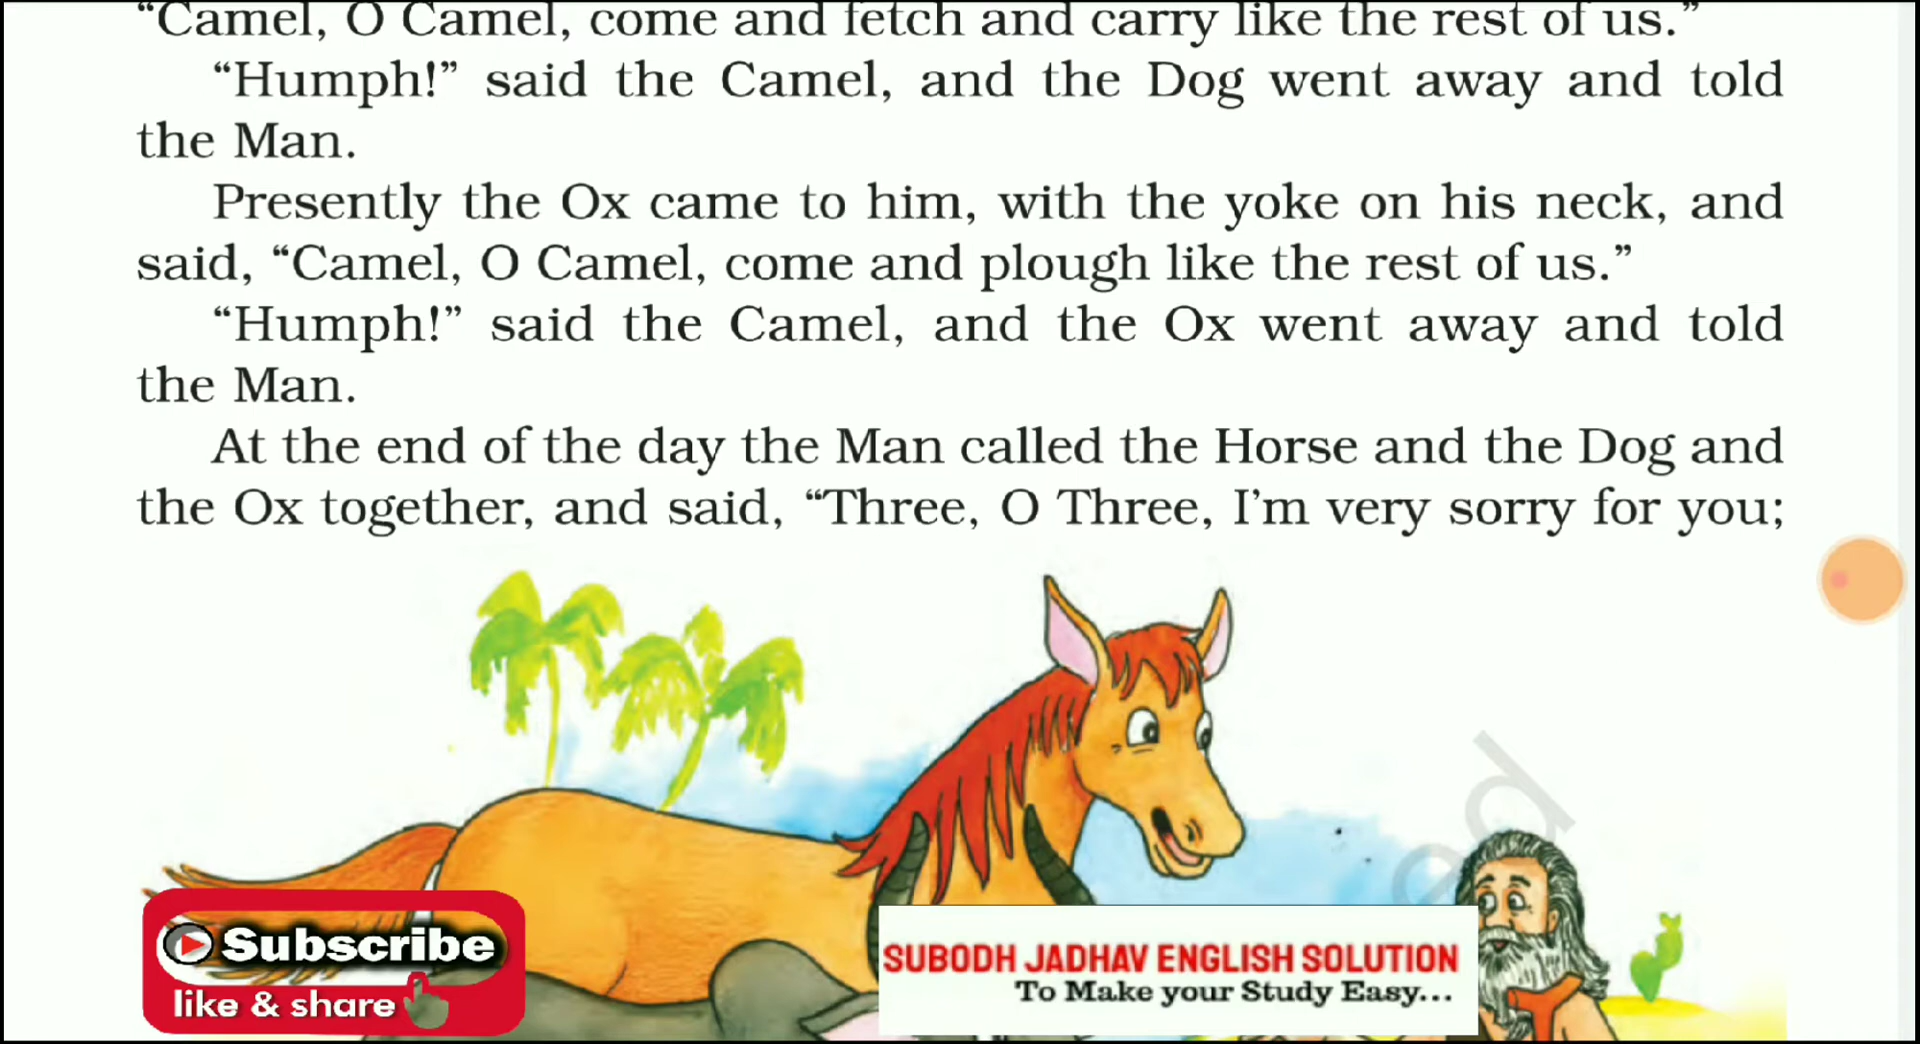 “Camel, O Camel, come and fetch and carry like the rest of us.”
“Humph!” said the Camel, and the Dog went away and told
the Man.
Presently the Ox came to him, with the yoke on his neck, and
said, “Camel, O Camel, come and plough like the rest of us.”
“Humph!” said the Camel, and the Ox went away and told
the Man.
At the end of the day the Man called the Horse and the Dog and
the Ox together, and said, “Three, O Three, I’m very sorry for you;
ed
Subscribe
like & share
SUBODH JADHAV ENGLISH SOLUTION
To Make your Study Easy...